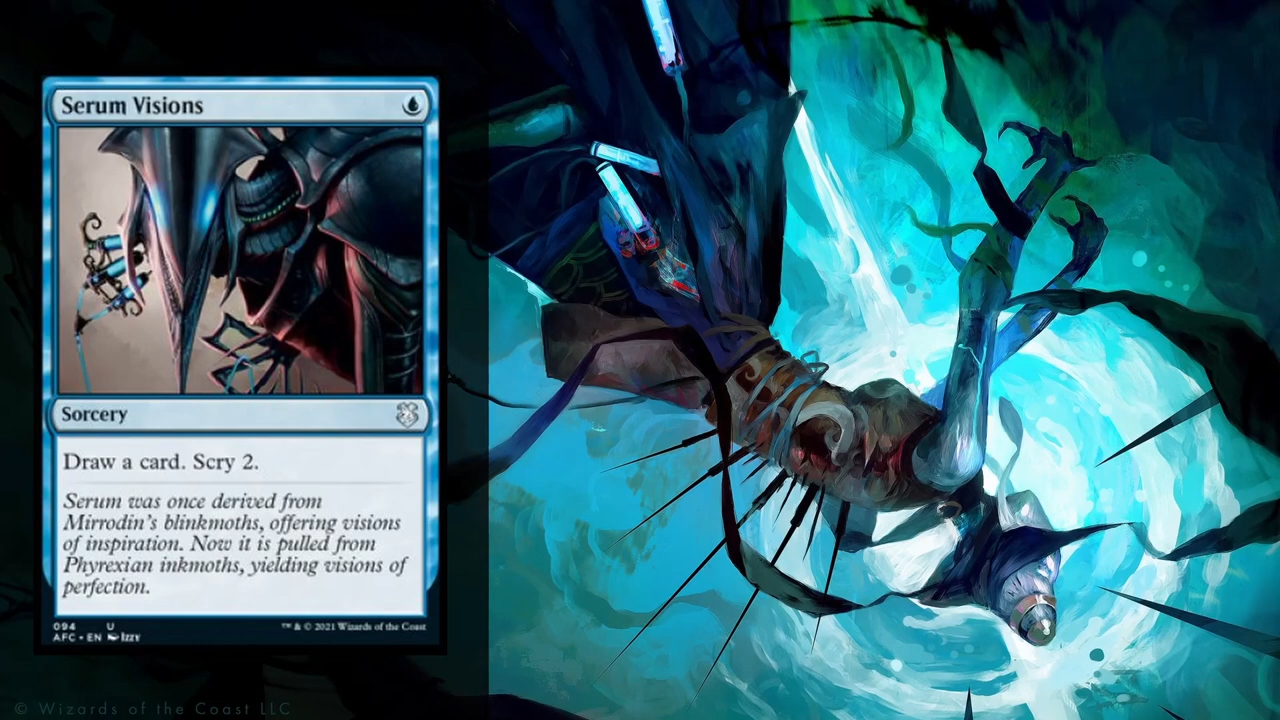 Serum Visions
Sorcery
Draw a card. Scry 2.
Serum was once derived from
Mirrodin's blinkmoths, offering visions
of inspiration. Now it is pulled from
Phyrexian inkmoths, yielding visions of
perfection.
094 U
AFC • EN Izzy
™ & © 2021 Wizards of the Coast
© Wizards of the Coast LLC